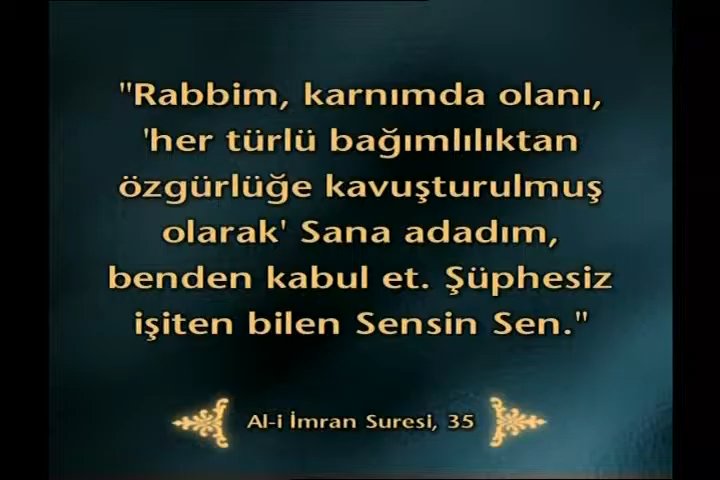 "Rabbim, karnımda olanı,
'her türlü bağımlılıktan
özgürlüğe kavuşturulmuş
olarak' Sana adadım,
benden kabul et. Şüphesiz
işiten bilen Sensin Sen."
Al-i İmran Suresi, 35